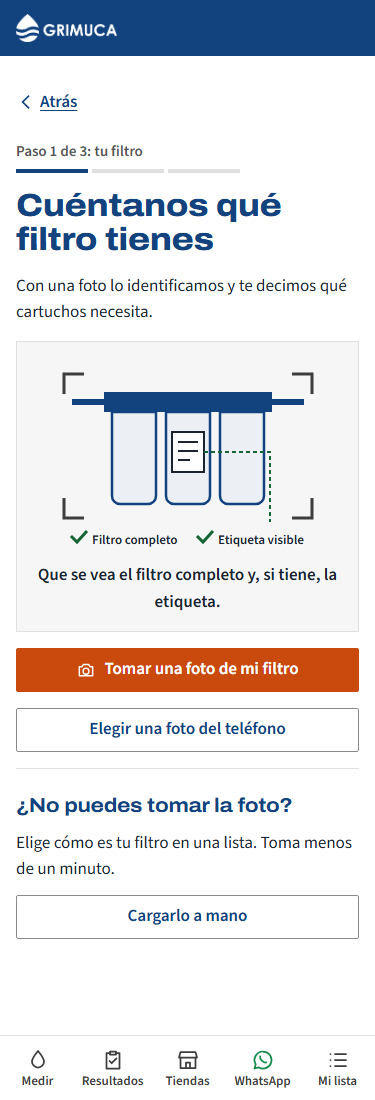 GRIMUCA
Atrás
Paso 1 de 3: tu filtro
Cuéntanos qué
filtro tienes
Con una foto lo identificamos y te decimos qué
cartuchos necesita.
Filtro completo
Etiqueta visible
Que se vea el filtro completo y, si tiene, la
etiqueta.
Tomar una foto de mi filtro
Elegir una foto del teléfono
¿No puedes tomar la foto?
Elige cómo es tu filtro en una lista. Toma menos
de un minuto.
Cargarlo a mano
Medir
Resultados
Tiendas
WhatsApp
Mi lista